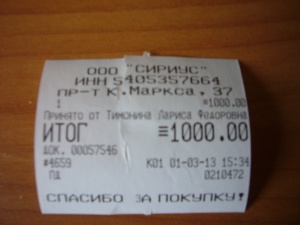 ООО "СИРИУС"
ИНН 5405357664
ПР-Т К.Маркса, 37
1 =1000.00
Принято от Тимонина Лариса Федоровна
ИТОГ =1000.00
ДОК. 00057546
#4659 К01 01-03-13 15:34
ПД 0210472
СПАСИБО ЗА ПОКУПКУ!